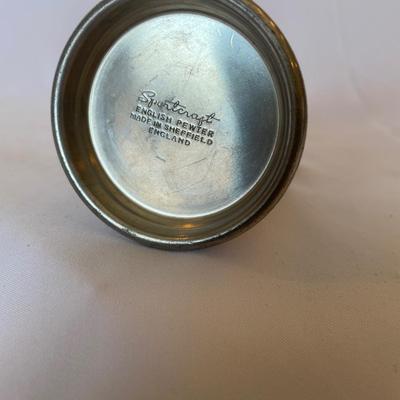 Sportcraft
ENGLISH PEWTER
MADE IN SHEFFIELD
ENGLAND